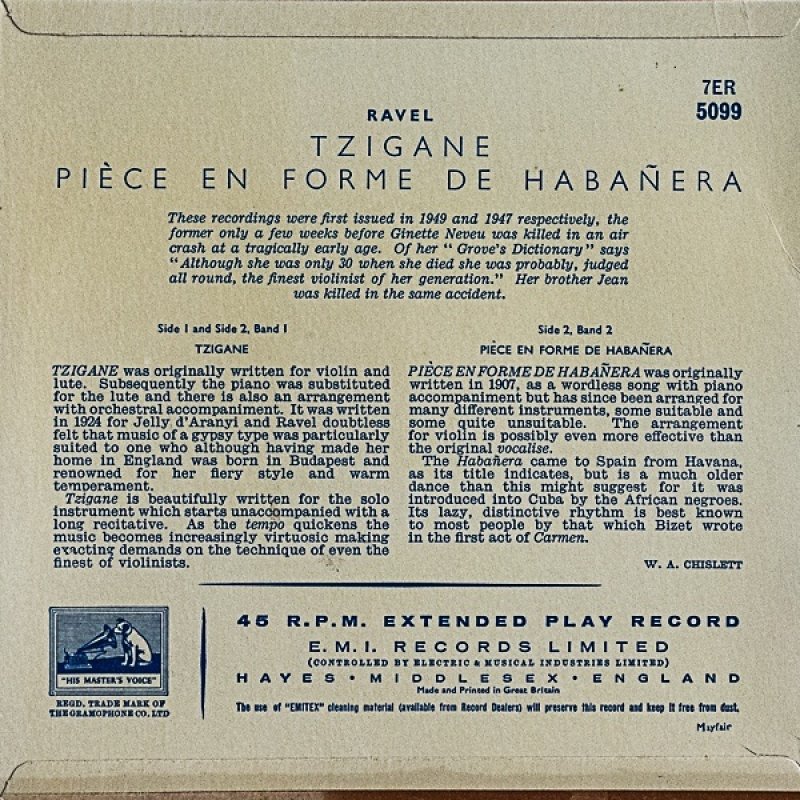 7ER
5099
RAVEL
TZIGANE
PIÈCE EN FORME DE HABAÑERA
These recordings were first issued in 1949 and 1947 respectively, the
former only a few weeks before Ginette Neveu was killed in an air
crash at a tragically early age. Of her "Grove's Dictionary" says
"Although she was only 30 when she died she was probably, judged
all round, the finest violinist of her generation." Her brother Jean
was killed in the same accident.
Side 1 and Side 2, Band 1
TZIGANE
TZIGANE was originally written for violin and
lute. Subsequently the piano was substituted
for the lute and there is also an arrangement
with orchestral accompaniment. It was written
in 1924 for Jelly d'Aranyi and Ravel doubtless
felt that music of a gypsy type was particularly
suited to one who although having made her
home in England was born in Budapest and
renowned for her fiery style and warm
temperament.
Tzigane is beautifully written for the solo
instrument which starts unaccompanied with a
long recitative. As the tempo quickens the
music becomes increasingly virtuosic making
exacting demands on the technique of even the
finest of violinists.
Side 2, Band 2
PIÈCE EN FORME DE HABAÑERA
PIÈCE EN FORME DE HABAÑERA was originally
written in 1907, as a wordless song with piano
accompaniment but has since been arranged for
many different instruments, some suitable and
some quite unsuitable. The arrangement
for violin is possibly even more effective than
the original vocalise.
The Habañera came to Spain from Havana,
as its title indicates, but is a much older
dance than this might suggest for it was
introduced into Cuba by the African negroes.
Its lazy, distinctive rhythm is best known
to most people by that which Bizet wrote
in the first act of Carmen.
W. A. CHISLETT
"HIS MASTER'S VOICE"
REGD. TRADE MARK OF
THE GRAMOPHONE CO. LTD
45 R.P.M. EXTENDED PLAY RECORD
E.M.I. RECORDS LIMITED
(CONTROLLED BY ELECTRIC & MUSICAL INDUSTRIES LIMITED)
HAYES · MIDDLESEX · ENGLAND
Made and Printed in Great Britain
The use of "EMITEX" cleaning material (available from Record Dealers) will preserve this record and keep it free from dust.
Mayfair